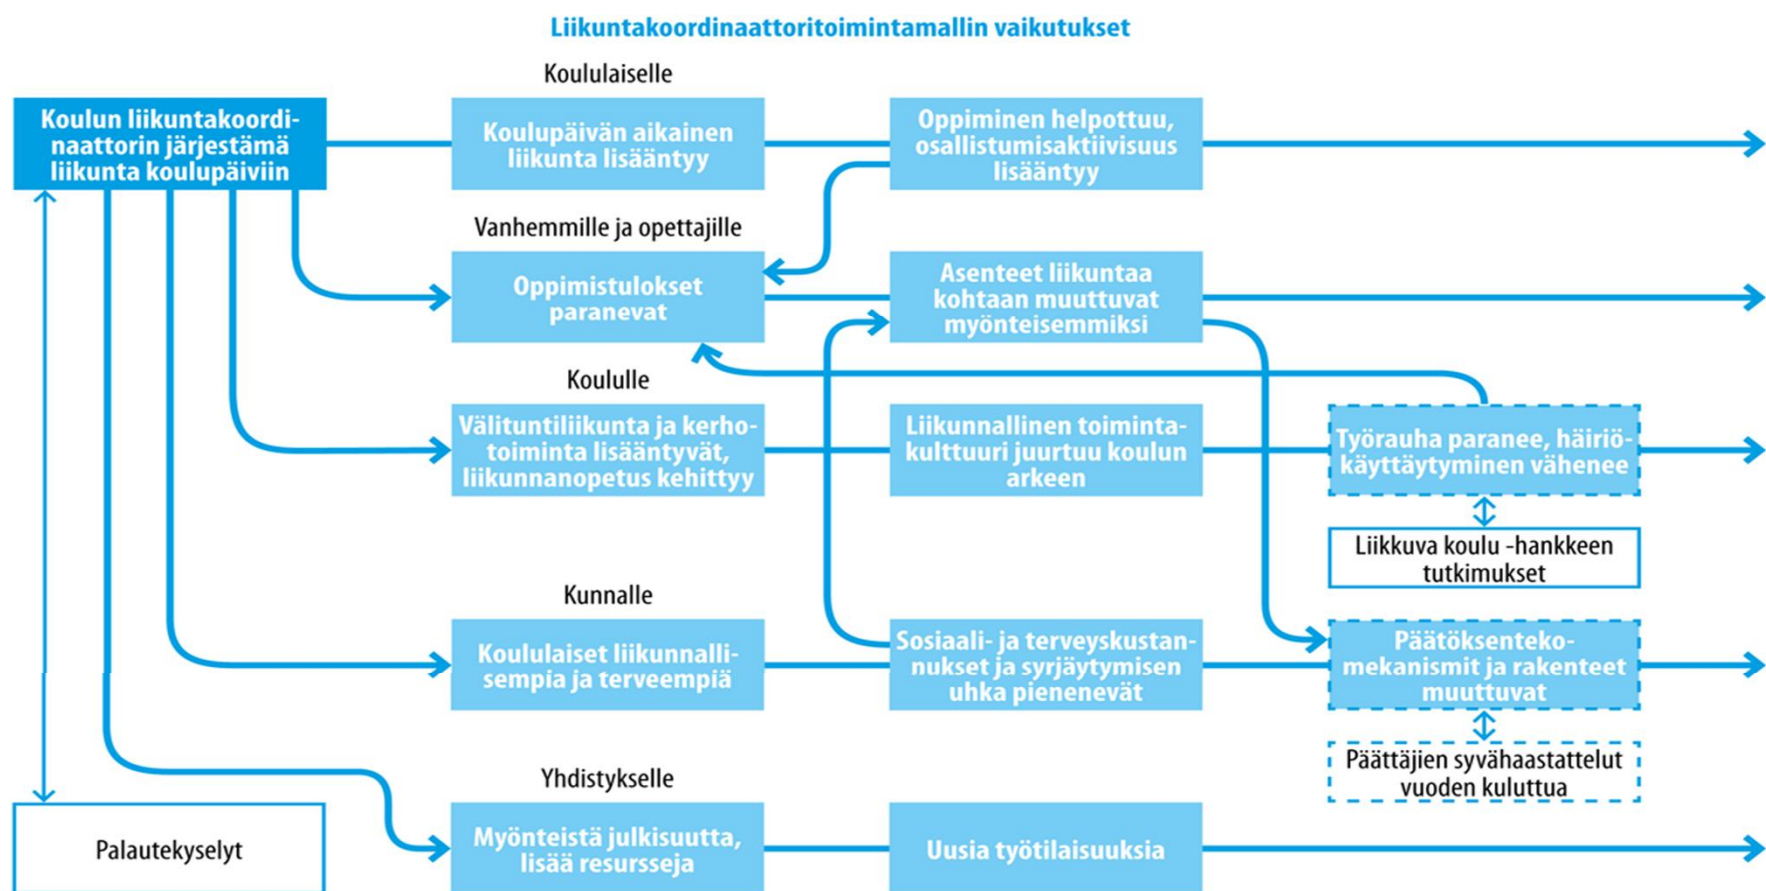 Liikuntakoordinaattoritoimintamallin vaikutukset
Koululaiselle
Koulun liikuntakoordi-
naattorin järjestämä
liikunta koulupäiviin
Koulupäivän aikainen
liikunta lisääntyy
Oppiminen helpottuu,
osallistumisaktiivisuus
lisääntyy
Vanhemmille ja opettajille
Oppimistulokset
paranevat
Asenteet liikuntaa
kohtaan muuttuvat
myönteisemmiksi
Koululle
Välituntiliikunta ja kerho-
toiminta lisääntyvät,
liikunnanopetus kehittyy
Liikunnallinen toiminta-
kulttuuri juurtuu koulun
arkeen
Työrauha paranee, häiriö-
käyttäytyminen vähenee
Liikkuva koulu -hankkeen
tutkimukset
Kunnalle
Koululaiset liikunnalli-
sempia ja terveempiä
Sosiaali- ja terveyskustan-
nukset ja syrjäytymisen
uhka pienenevät
Päätöksenteko-
mekanismit ja rakenteet
muuttuvat
Päättäjien syvähaastattelut
vuoden kuluttua
Yhdistykselle
Palautekyselyt
Myönteistä julkisuutta,
lisää resursseja
Uusia työtilaisuuksia